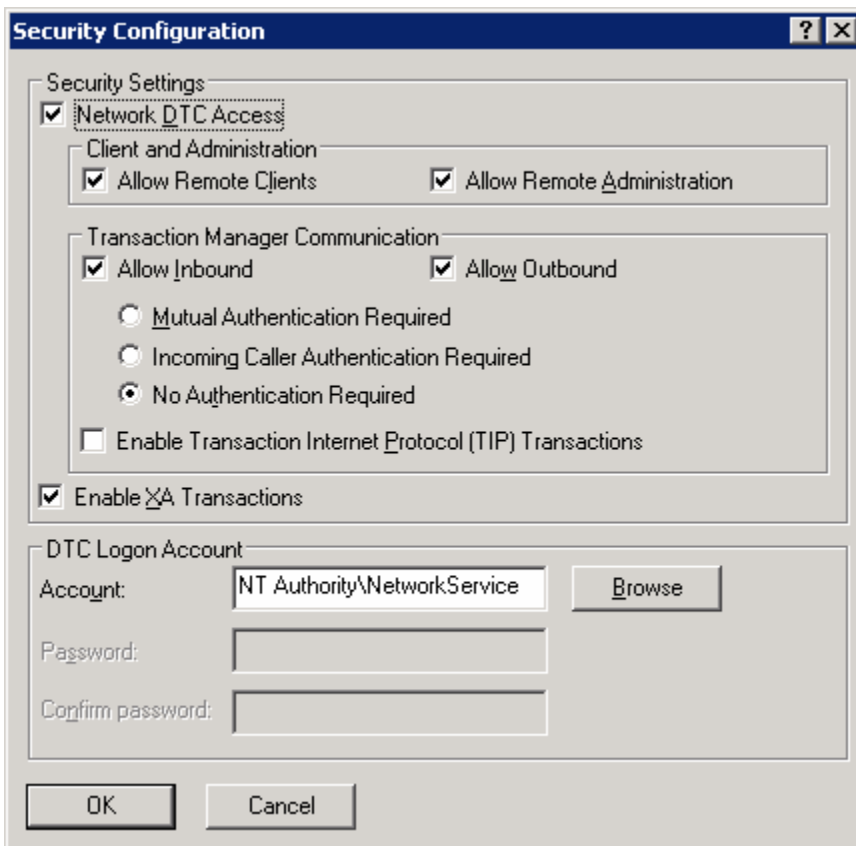 Security Configuration
Security Settings
Network DTC Access
Client and Administration
Allow Remote Clients Allow Remote Administration
Transaction Manager Communication
Allow Inbound Allow Outbound
Mutual Authentication Required
Incoming Caller Authentication Required
No Authentication Required
Enable Transaction Internet Protocol (TIP) Transactions
Enable XA Transactions
DTC Logon Account
Account: NT Authority\NetworkService Browse
Password:
Confirm password:
OK Cancel